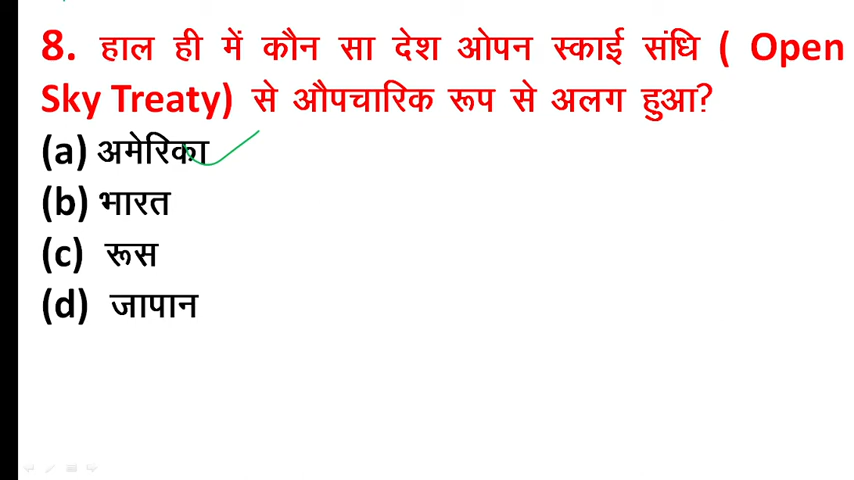 8. हाल ही में कौन सा देश ओपन स्काई संधि ( Open
Sky Treaty) से औपचारिक रूप से अलग हुआ?
(a) अमेरिका
(b) भारत
(c) रूस
(d) जापान